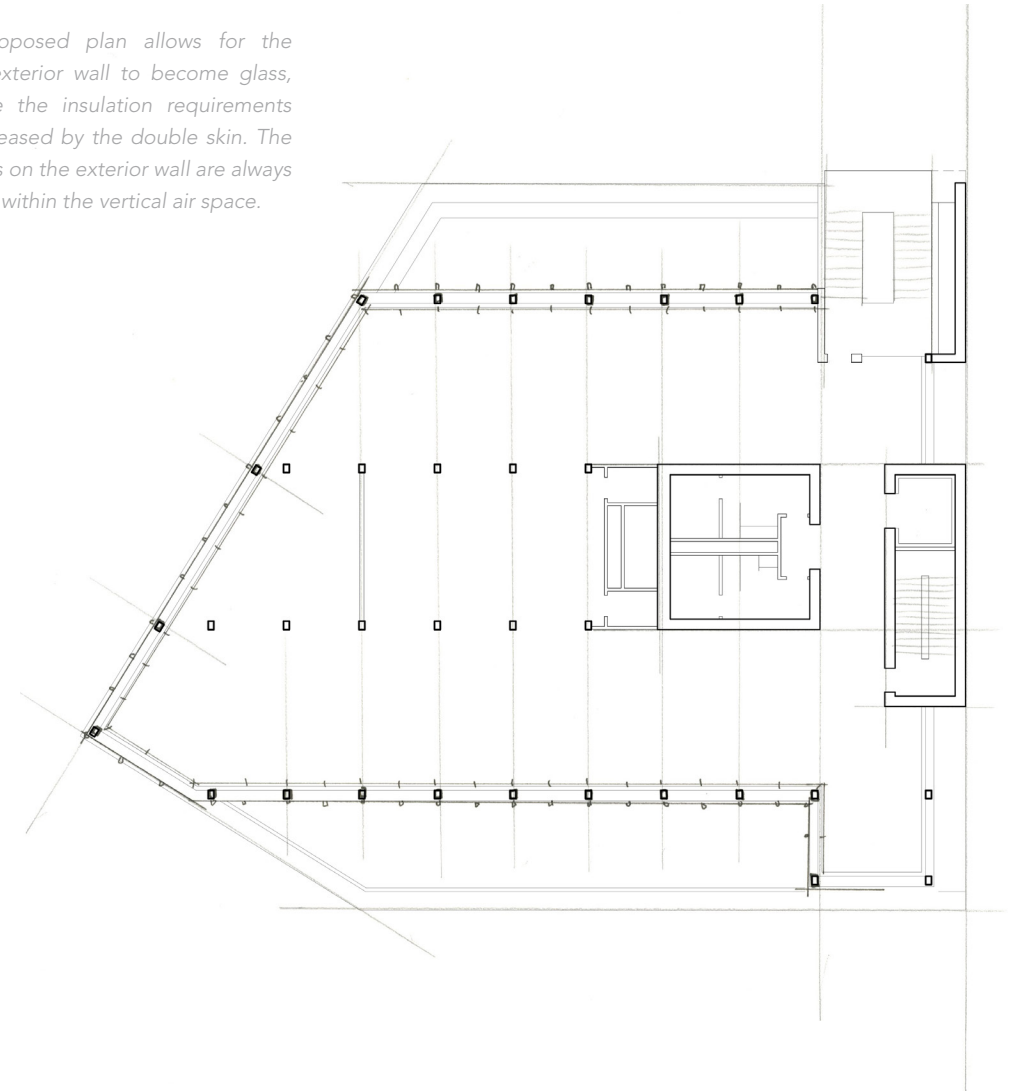 oposed plan allows for the
exterior wall to become glass,
e the insulation requirements
eased by the double skin. The
s on the exterior wall are always
within the vertical air space.